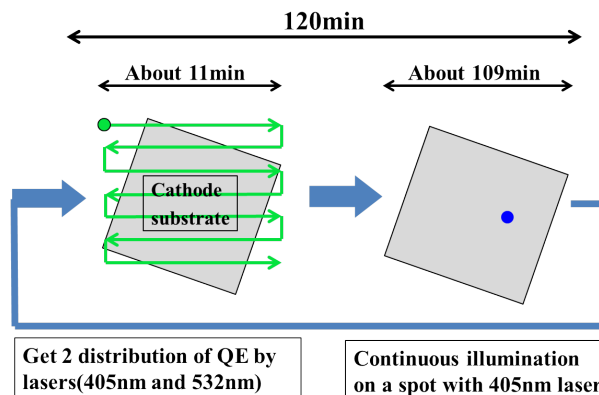 120min
About 11min
About 109min
Cathode
substrate
Get 2 distribution of QE by
lasers(405nm and 532nm)
Continuous illumination
on a spot with 405nm laser